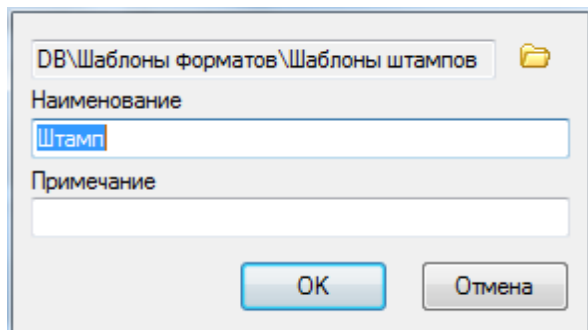 DB\Шаблоны форматов\Шаблоны штампов
Наименование
Штамп
Примечание
OK
Отмена